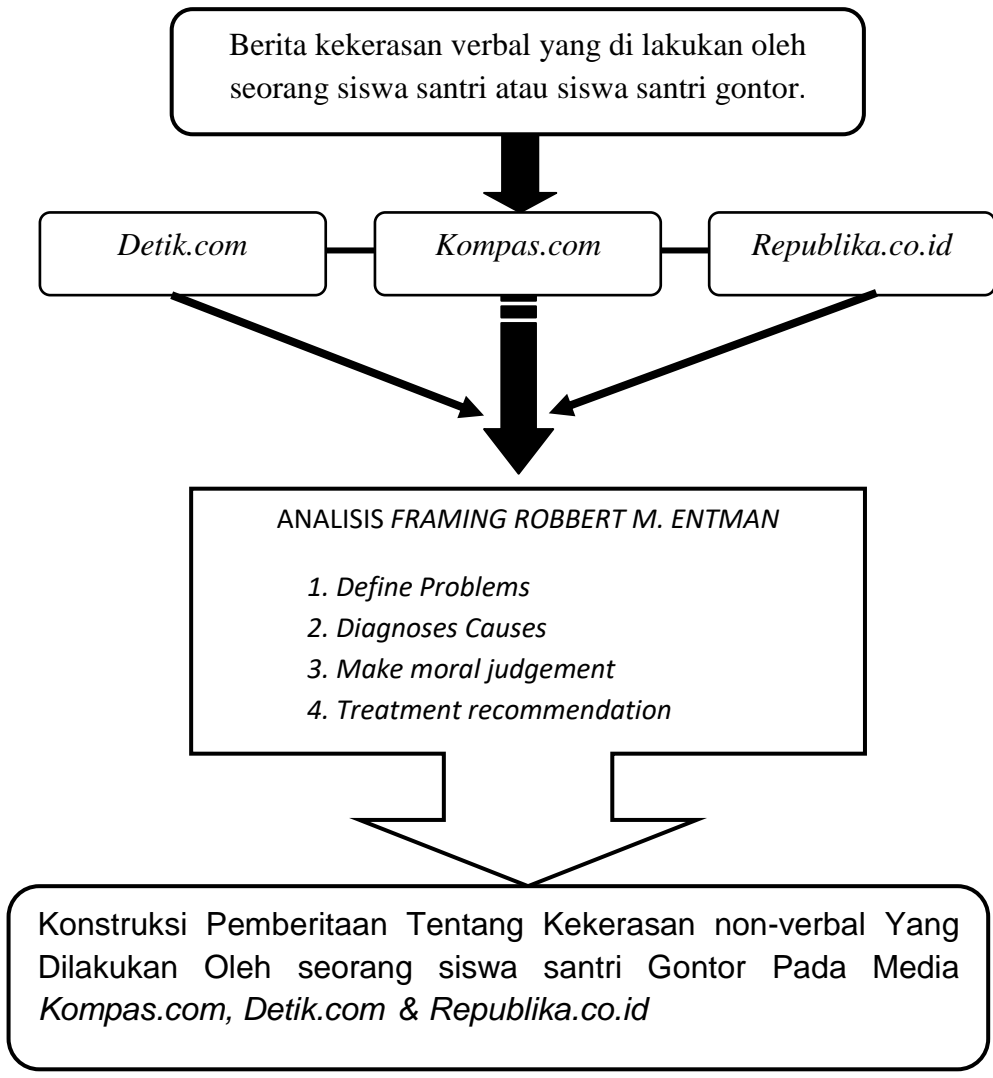 Berita kekerasan verbal yang di lakukan oleh
seorang siswa santri atau siswa santri gontor.
Detik.com
Kompas.com
Republika.co.id
ANALISIS FRAMING ROBBERT M. ENTMAN
1. Define Problems
2. Diagnoses Causes
3. Make moral judgement
4. Treatment recommendation
Konstruksi Pemberitaan Tentang Kekerasan non-verbal Yang
Dilakukan Oleh seorang siswa santri Gontor Pada Media
Kompas.com, Detik.com & Republika.co.id